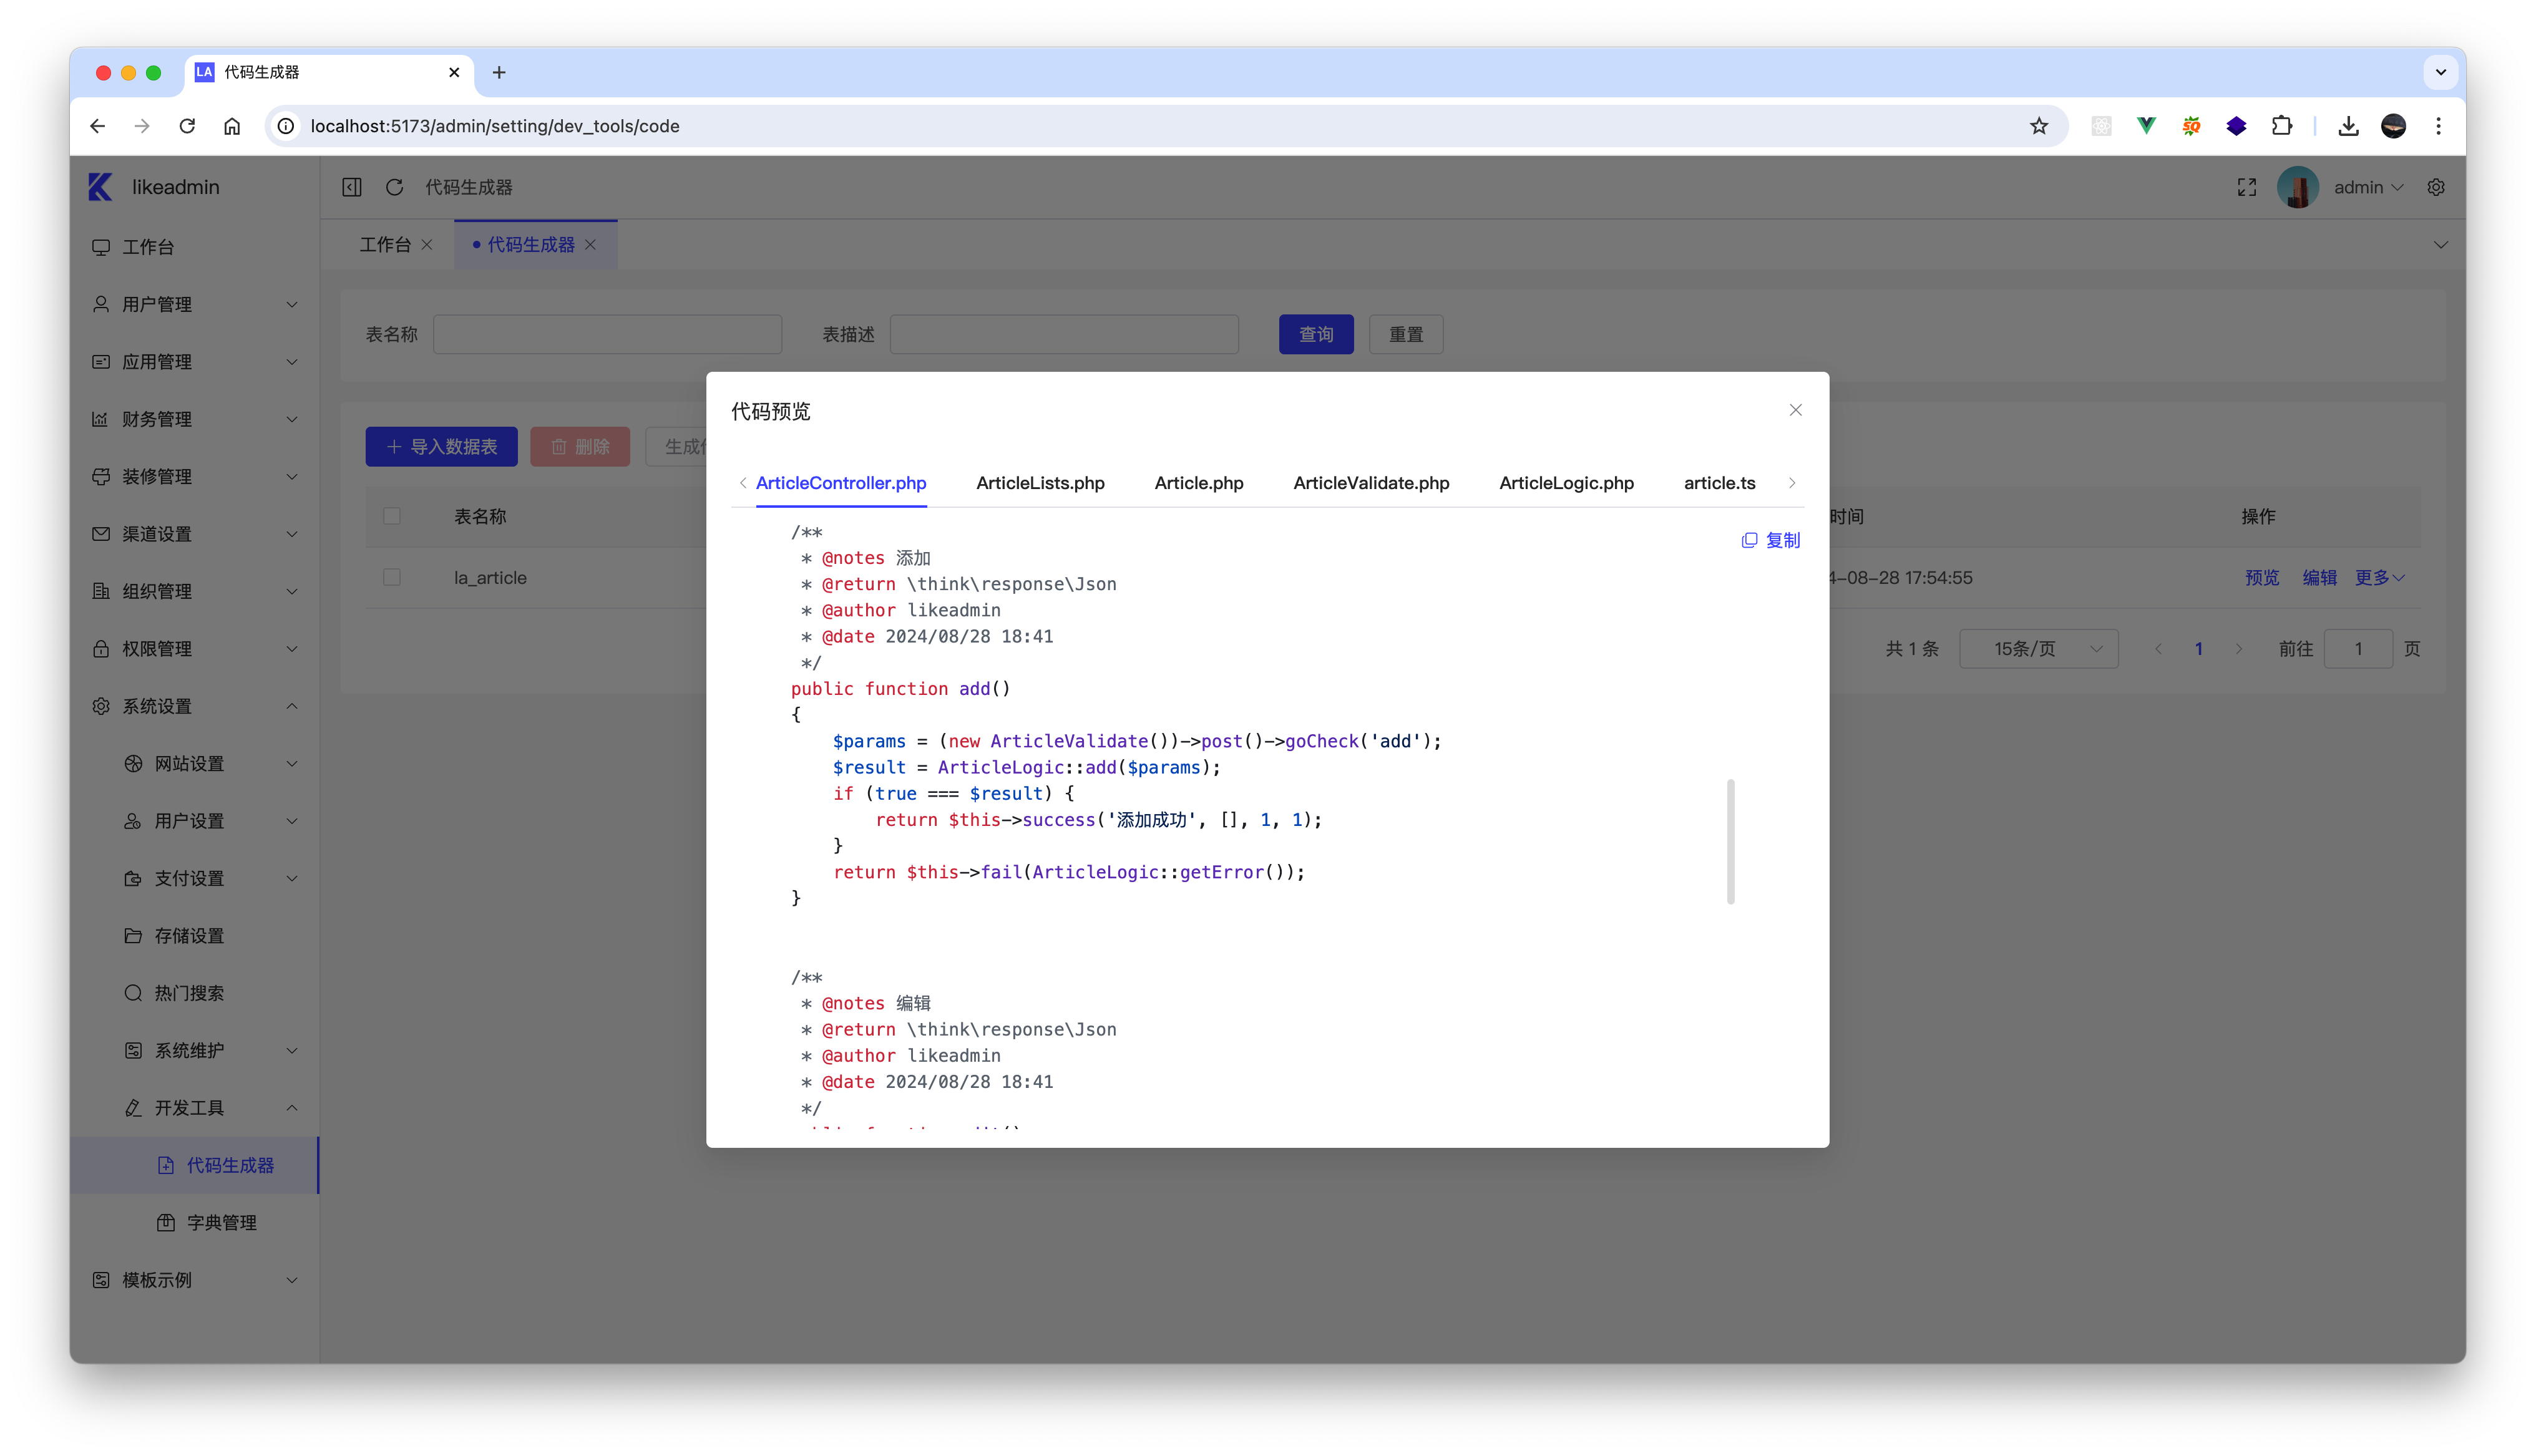 LA 代码生成器
localhost:5173/admin/setting/dev_tools/code
likeadmin
代码生成器
admin
工作台
代码生成器
工作台
用户管理
应用管理
财务管理
装修管理
渠道设置
组织管理
权限管理
系统设置
网站设置
用户设置
支付设置
存储设置
热门搜索
系统维护
开发工具
代码生成器
字典管理
模板示例
表名称
表描述
查询
重置
导入数据表
删除
生成
表名称
时间
操作
la_article
4-08-28 17:54:55
预览 编辑 更多
共 1 条
15条/页
1
前往 1 页
代码预览
ArticleController.php ArticleLists.php Article.php ArticleValidate.php ArticleLogic.php article.ts
复制
/**
 * @notes 添加
 * @return \think\response\Json
 * @author likeadmin
 * @date 2024/08/28 18:41
 */
public function add()
{
    $params = (new ArticleValidate())->post()->goCheck('add');
    $result = ArticleLogic::add($params);
    if (true === $result) {
        return $this->success('添加成功', [], 1, 1);
    }
    return $this->fail(ArticleLogic::getError());
}
/**
 * @notes 编辑
 * @return \think\response\Json
 * @author likeadmin
 * @date 2024/08/28 18:41
 */